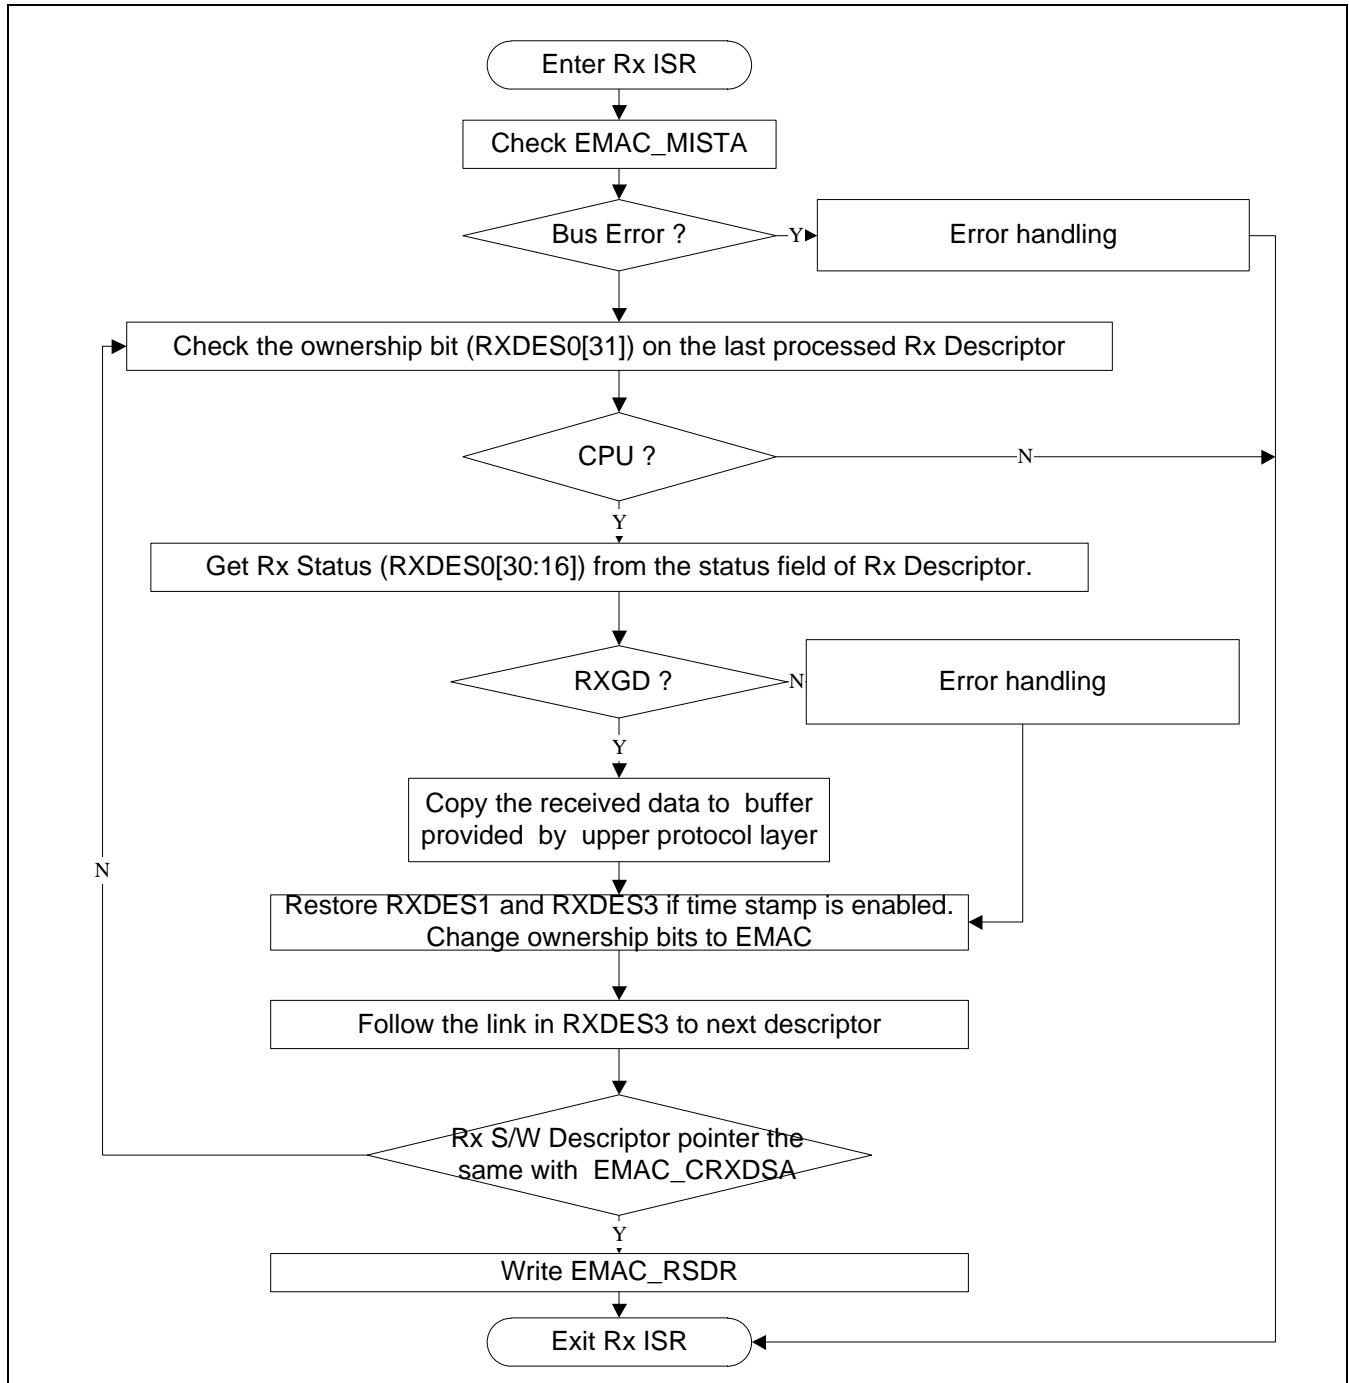 Enter Rx ISR
Check EMAC_MISTA
Bus Error ?
Y
Error handling
Check the ownership bit (RXDES0[31]) on the last processed Rx Descriptor
CPU ?
N
Y
Get Rx Status (RXDES0[30:16]) from the status field of Rx Descriptor.
RXGD ?
N
Error handling
Y
Copy the received data to buffer
provided by upper protocol layer
N
Restore RXDES1 and RXDES3 if time stamp is enabled.
Change ownership bits to EMAC
Follow the link in RXDES3 to next descriptor
Rx S/W Descriptor pointer the
same with EMAC_CRXDSA
Y
Write EMAC_RSDR
Exit Rx ISR